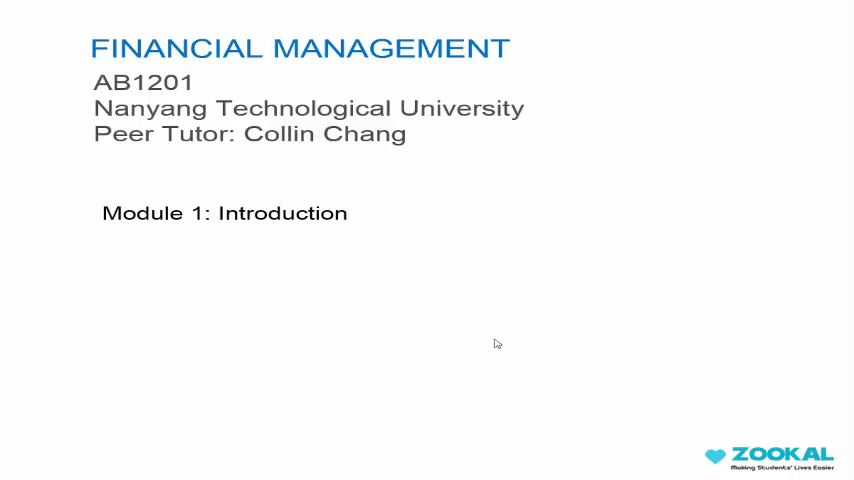 FINANCIAL MANAGEMENT
AB1201
Nanyang Technological University
Peer Tutor: Collin Chang
Module 1: Introduction
ZOOKAL
Making Students' Lives Easier